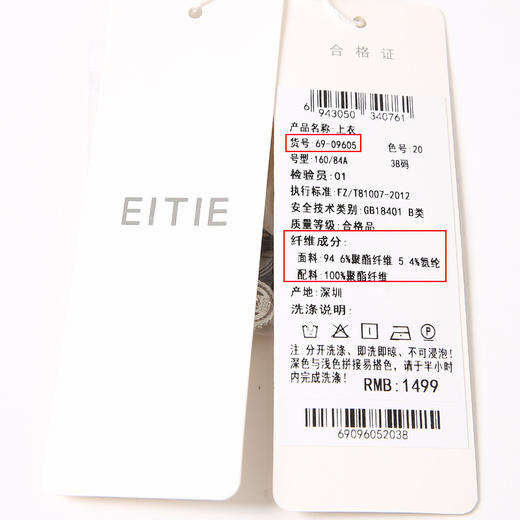 EITIE
合格证
6 943050 340761
产品名称:上衣
货号:69-09605 色号:20
号型:160/84A 38码
检验员:01
执行标准:FZ/T81007-2012
安全技术类别:GB18401 B类
质量等级:合格品
纤维成分:
面料:94 6%聚酯纤维 5 4%氨纶
配料:100%聚酯纤维
产地:深圳
洗涤说明:
注:分开洗涤、即洗即晾、不可浸泡!
深色与浅色拼接易搭色,请于半小时
内完成洗涤
RMB:1499
69096052038